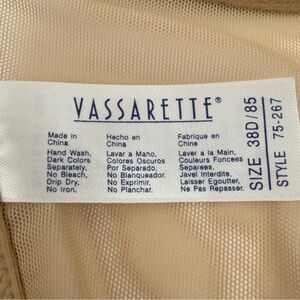 VASSARETTE®
Made in
China
Hand Wash,
Dark Colors
Separately,
No Bleach,
Drip Dry,
No Iron.
Hecho en
China
Lavar a Mano,
Colores Oscuros
Por Separado,
No Blanqueador.
No Exprimir,
No Planchar.
Fabrique en
Chine
Laver a la Main,
Couleurs Foncees
Separees,
Javel Interdite,
Laisser Egoutter,
Ne Pas Repasser.
SIZE 38D/85
STYLE 75-267